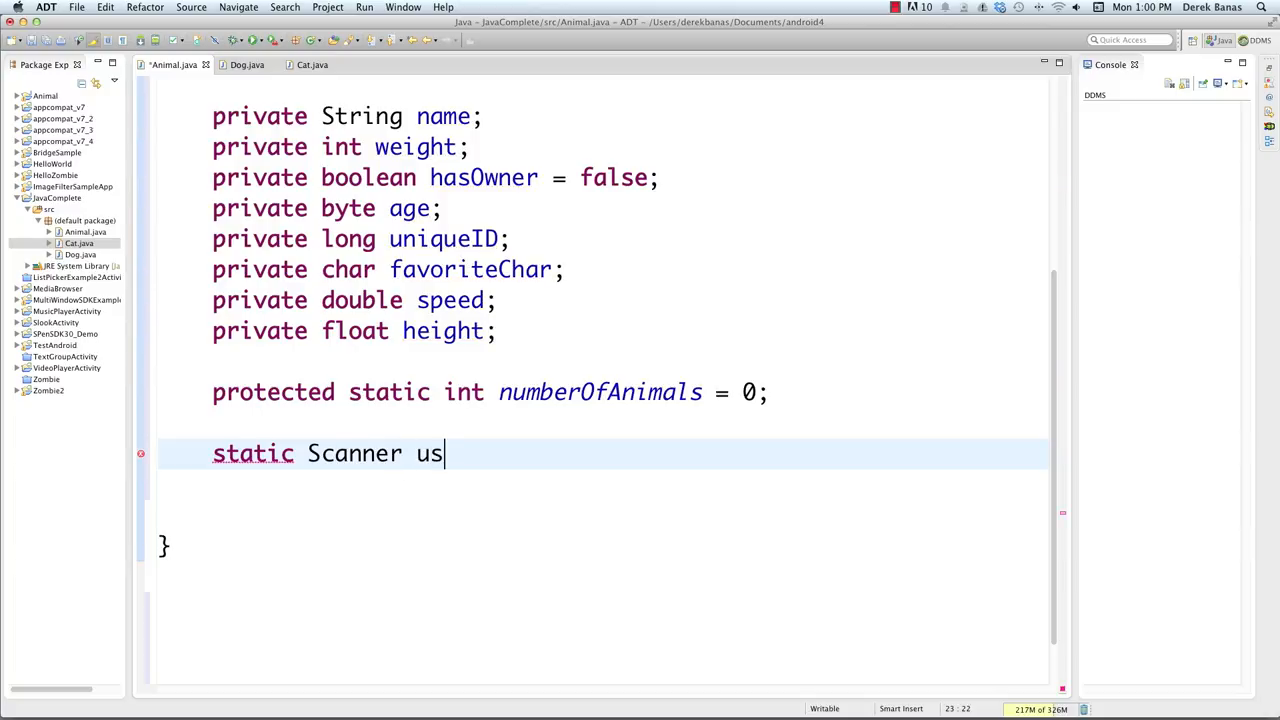 ADT File Edit Refactor Source Navigate Search Project Run Window Help 10 Mon 1:00 PM Derek Banas
Java - JavaComplete/src/Animal.java - ADT - /Users/derekbanas/Documents/android4
Quick Access Java DDMS
Package Exp
*Animal.java Dog.java Cat.java
Console
DDMS
Animal
appcompat_v7
appcompat_v7_2
appcompat_v7_3
appcompat_v7_4
BridgeSample
HelloWorld
HelloZombie
ImageFilterSampleApp
JavaComplete
src
(default package)
Animal.java
Cat.java
Dog.java
JRE System Library [Ja
ListPickerExample2Activi
MediaBrowser
MultiWindowSDKExample
MusicPlayerActivity
SlookActivity
SPenSDK30_Demo
TestAndroid
TextGroupActivity
VideoPlayerActivity
Zombie
Zombie2
private String name;
private int weight;
private boolean hasOwner = false;
private byte age;
private long uniqueID;
private char favoriteChar;
private double speed;
private float height;
protected static int numberOfAnimals = 0;
static Scanner us
}
Writable Smart Insert 23 : 22 217M of 326M